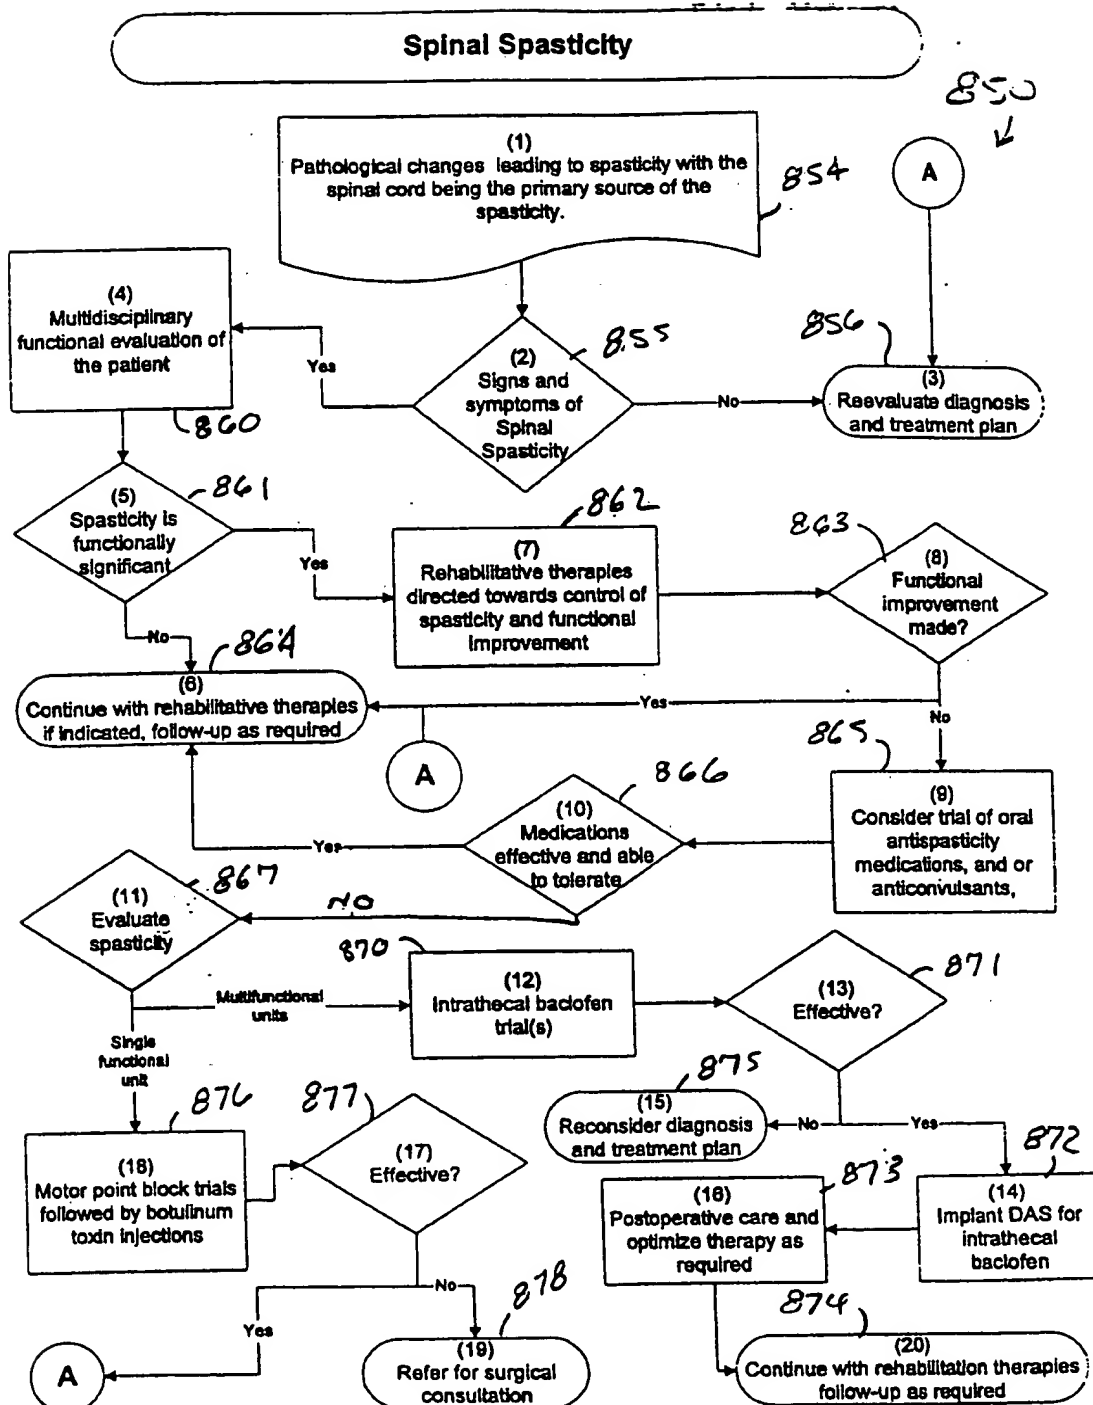 Spinal Spasticity
850
(1)
Pathological changes leading to spasticity with the
spinal cord being the primary source of the
spasticity.
854
A
(4)
Multidisciplinary
functional evaluation of
the patient
860
Yes
(2)
Signs and
symptoms of
Spinal
Spasticity
855
No
856
(3)
Reevaluate diagnosis
and treatment plan
(5)
Spasticity is
functionally
significant
861
Yes
No
862
(7)
Rehabilitative therapies
directed towards control of
spasticity and functional
improvement
863
(8)
Functional
improvement
made?
864
(6)
Continue with rehabilitative therapies
if indicated, follow-up as required
Yes
No
A
865
(9)
Consider trial of oral
antispasticity
medications, and or
anticonvulsants,
866
(10)
Medications
effective and able
to tolerate
Yes
NO
867
(11)
Evaluate
spasticity
Multifunctional
units
Single
functional
unit
870
(12)
Intrathecal baclofen
trial(s)
871
(13)
Effective?
No
Yes
875
(15)
Reconsider diagnosis
and treatment plan
872
(14)
Implant DAS for
intrathecal
baclofen
873
(16)
Postoperative care and
optimize therapy as
required
876
(18)
Motor point block trials
followed by botulinum
toxin injections
877
(17)
Effective?
Yes
No
A
878
(19)
Refer for surgical
consultation
874
(20)
Continue with rehabilitation therapies
follow-up as required